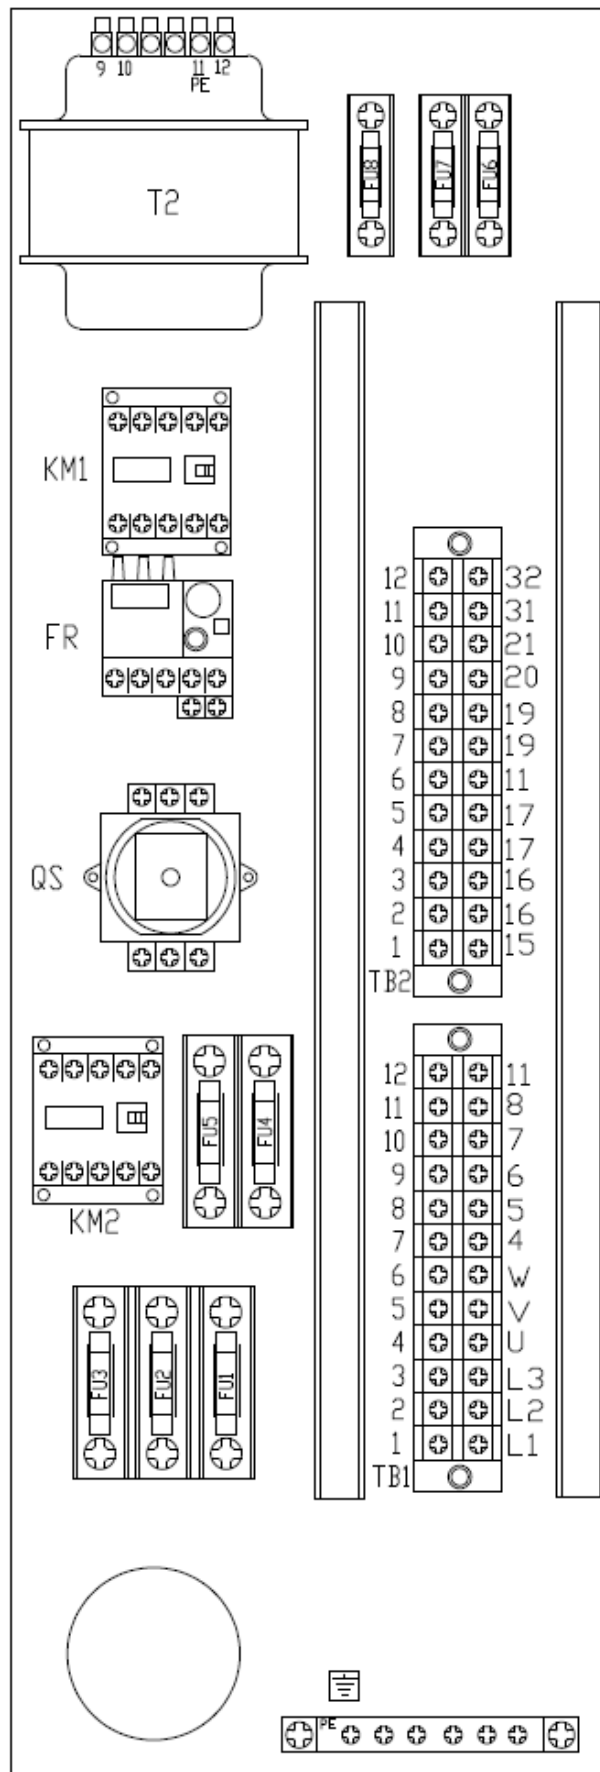 9 10 11 12
PE
T2
FU8 FU7 FU6
KM1
FR
QS
KM2
FU5 FU4
FU3 FU2 FU1
12 32
11 31
10 21
9 20
8 19
7 19
6 11
5 17
4 17
3 16
2 16
1 15
TB2
12 11
11 8
10 7
9 6
8 5
7 4
6 W
5 V
4 U
3 L3
2 L2
1 L1
TB1
PE